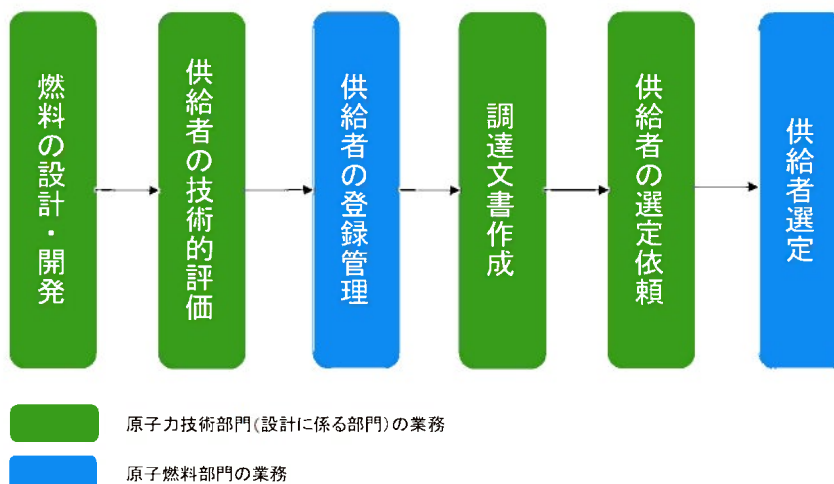 燃料の設計・開発
供給者の技術的評価
供給者の登録管理
調達文書作成
供給者の選定依頼
供給者選定
原子力技術部門(設計に係る部門)の業務
原子燃料部門の業務